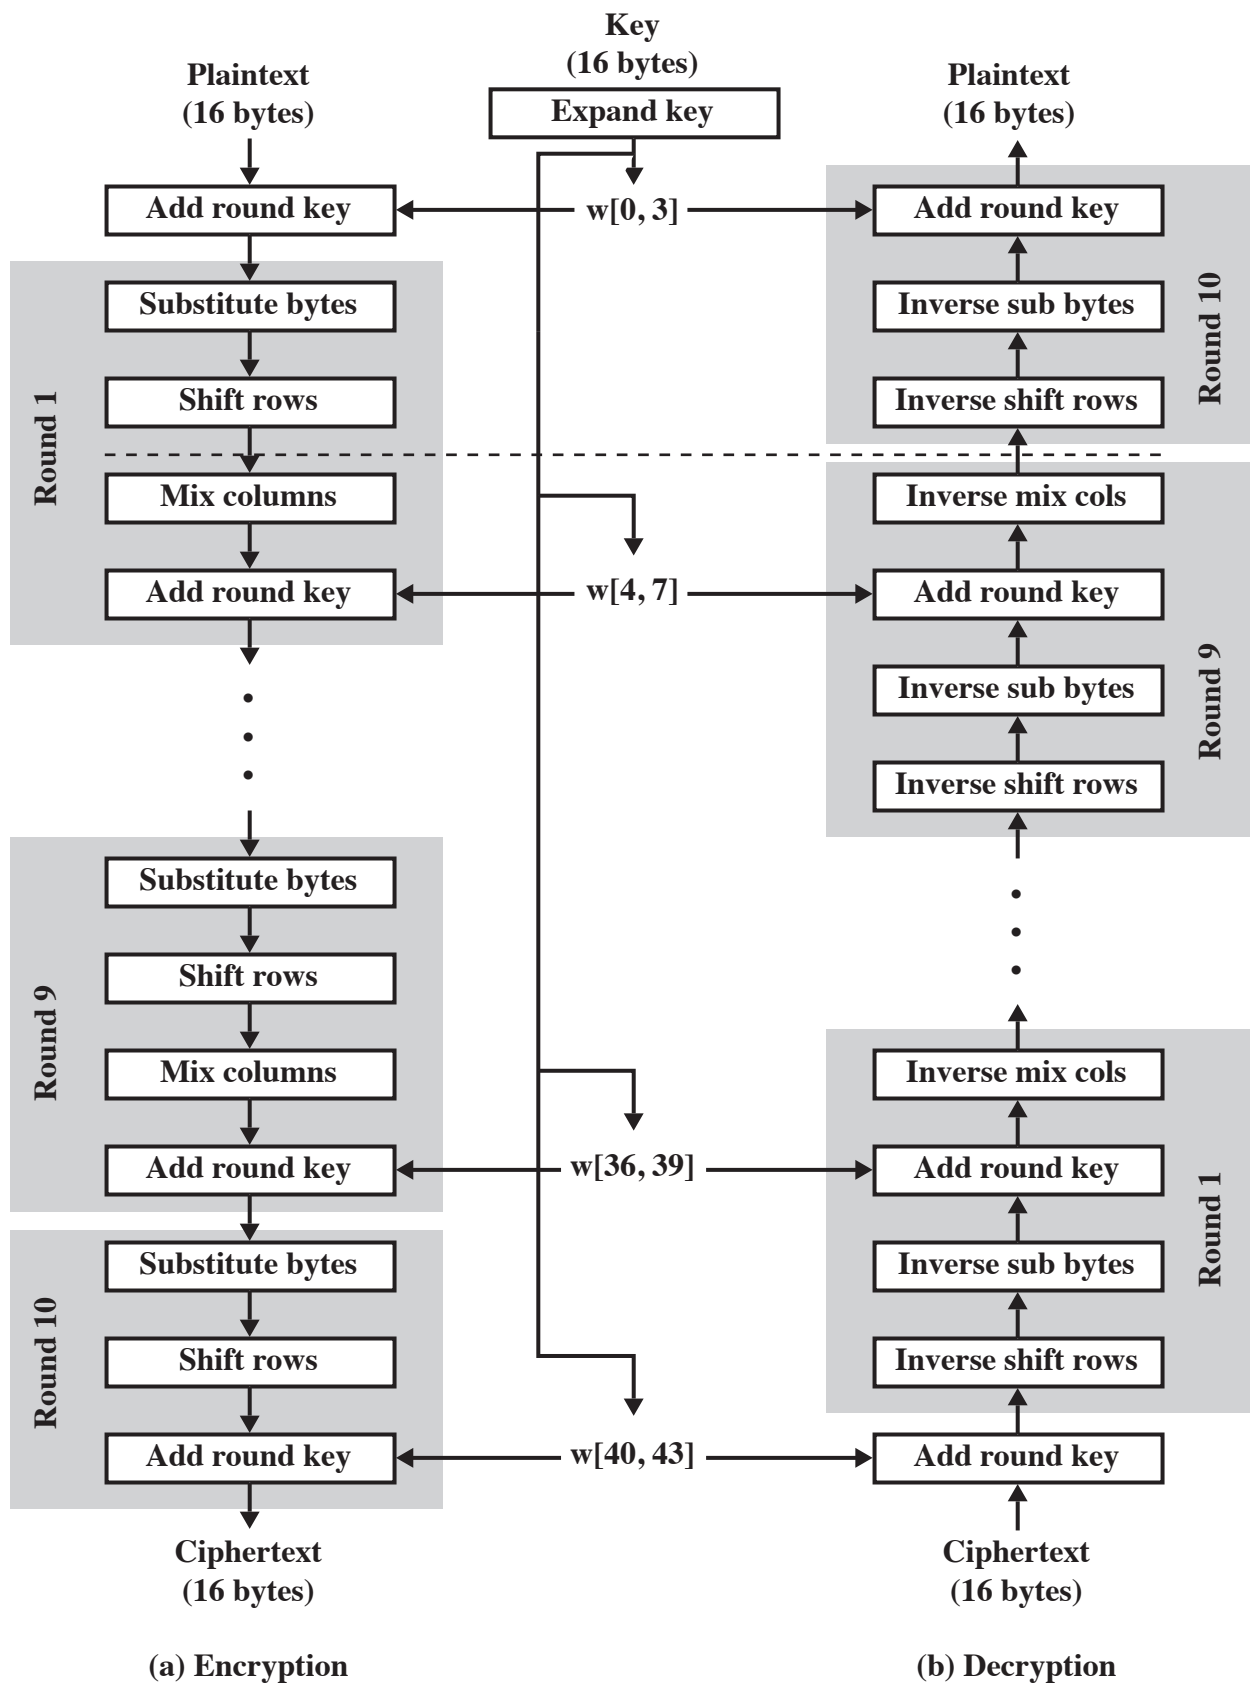 Key
(16 bytes)
Plaintext
(16 bytes)
Expand key
Plaintext
(16 bytes)
Add round key
w[0, 3]
Add round key
Round 1
Substitute bytes
Shift rows
Mix columns
Add round key
Round 10
Inverse sub bytes
Inverse shift rows
w[4, 7]
Round 9
Inverse mix cols
Add round key
Inverse sub bytes
Inverse shift rows
Round 9
Substitute bytes
Shift rows
Mix columns
Add round key
w[36, 39]
Round 1
Inverse mix cols
Add round key
Inverse sub bytes
Inverse shift rows
Round 10
Substitute bytes
Shift rows
Add round key
w[40, 43]
Add round key
Ciphertext
(16 bytes)
Ciphertext
(16 bytes)
(a) Encryption
(b) Decryption